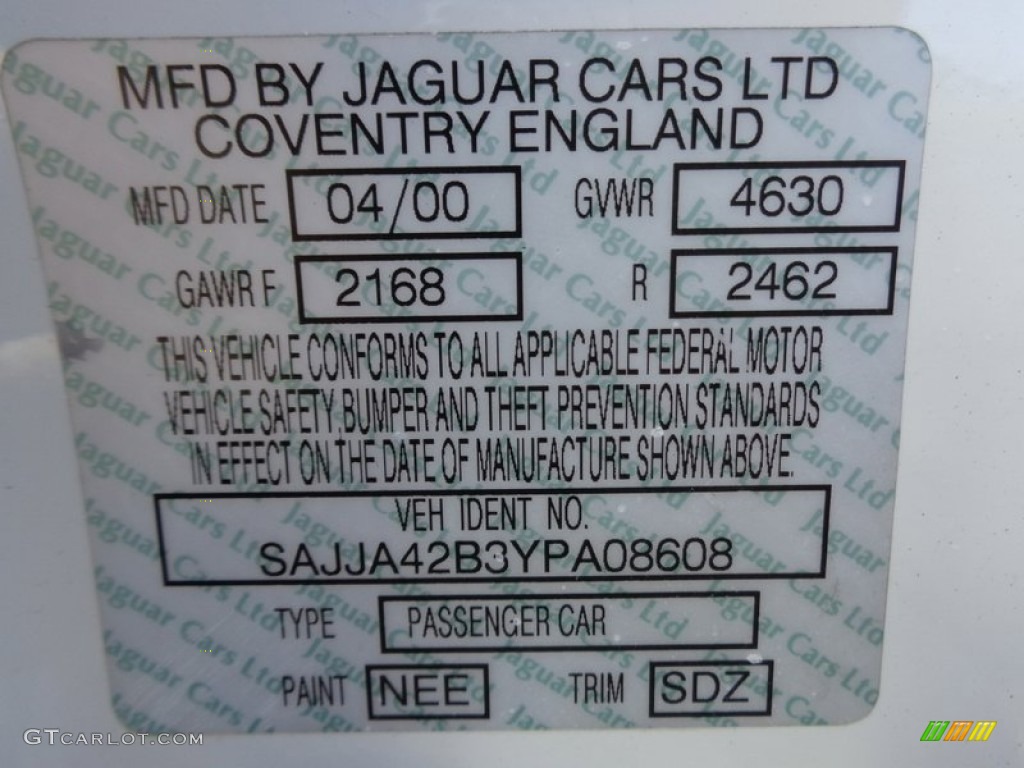 MFD BY JAGUAR CARS LTD
COVENTRY ENGLAND
MFD DATE 04/00 GVWR 4630
GAWR F 2168 R 2462
THIS VEHICLE CONFORMS TO ALL APPLICABLE FEDERAL MOTOR
VEHICLE SAFETY, BUMPER AND THEFT PREVENTION STANDARDS
IN EFFECT ON THE DATE OF MANUFACTURE SHOWN ABOVE.
VEH IDENT NO.
SAJJA42B3YPA08608
TYPE PASSENGER CAR
PAINT NEE TRIM SDZ
GTCARLOT.COM